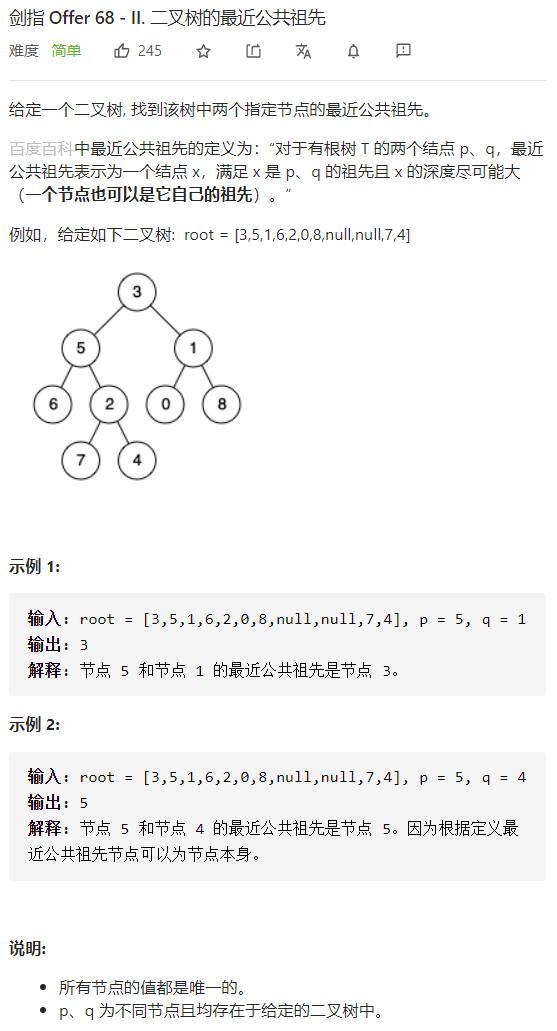 剑指 Offer 68 - II. 二叉树的最近公共祖先
难度 简单 245
给定一个二叉树, 找到该树中两个指定节点的最近公共祖先。
百度百科中最近公共祖先的定义为：“对于有根树 T 的两个结点 p、q，最近
公共祖先表示为一个结点 x，满足 x 是 p、q 的祖先且 x 的深度尽可能大
（一个节点也可以是它自己的祖先）。”
例如，给定如下二叉树: root = [3,5,1,6,2,0,8,null,null,7,4]
3
5 1
6 2 0 8
7 4
示例 1:
输入: root = [3,5,1,6,2,0,8,null,null,7,4], p = 5, q = 1
输出: 3
解释: 节点 5 和节点 1 的最近公共祖先是节点 3。
示例 2:
输入: root = [3,5,1,6,2,0,8,null,null,7,4], p = 5, q = 4
输出: 5
解释: 节点 5 和节点 4 的最近公共祖先是节点 5。因为根据定义最
近公共祖先节点可以为节点本身。
说明:
• 所有节点的值都是唯一的。
• p、q 为不同节点且均存在于给定的二叉树中。